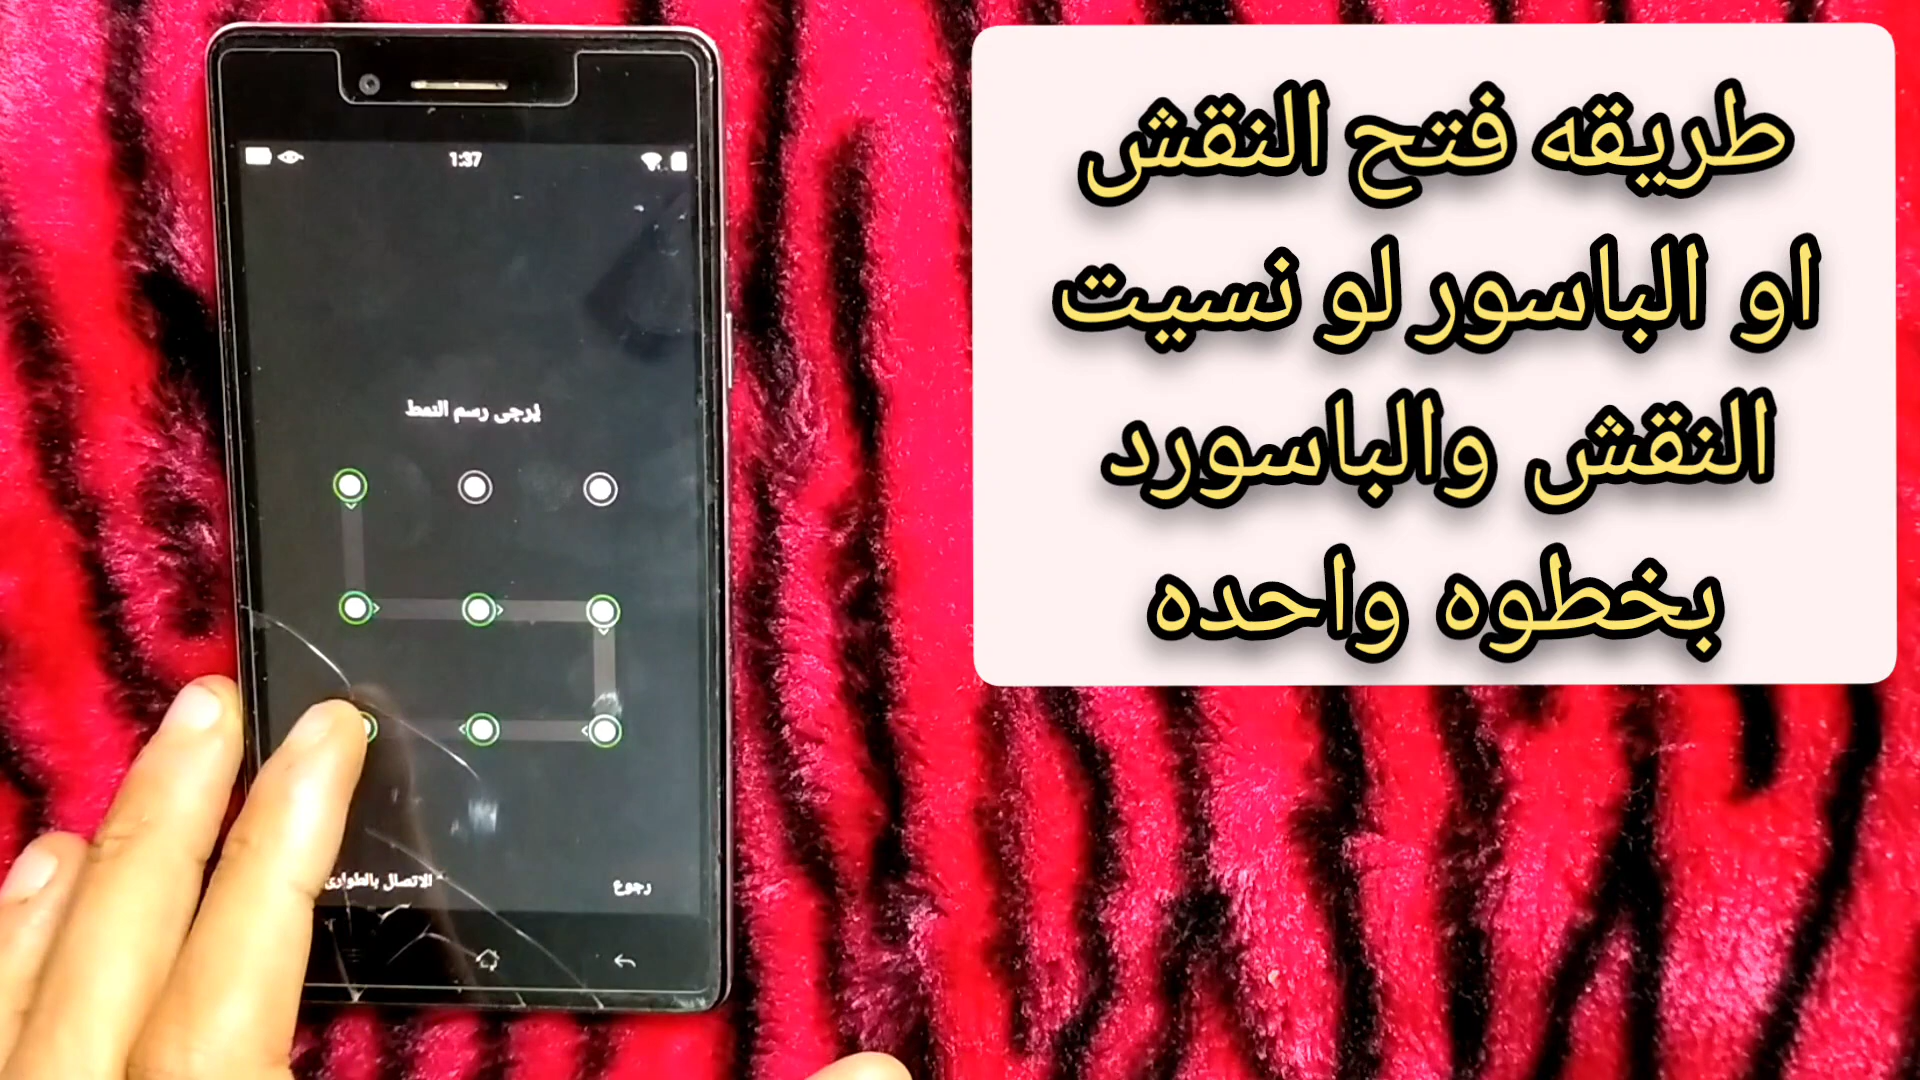 1:37
يرجى رسم النمط
الاتصال بالطوارئ
رجوع
طريقه فتح النقش
او الباسور لو نسيت
النقش والباسورد
بخطوه واحده